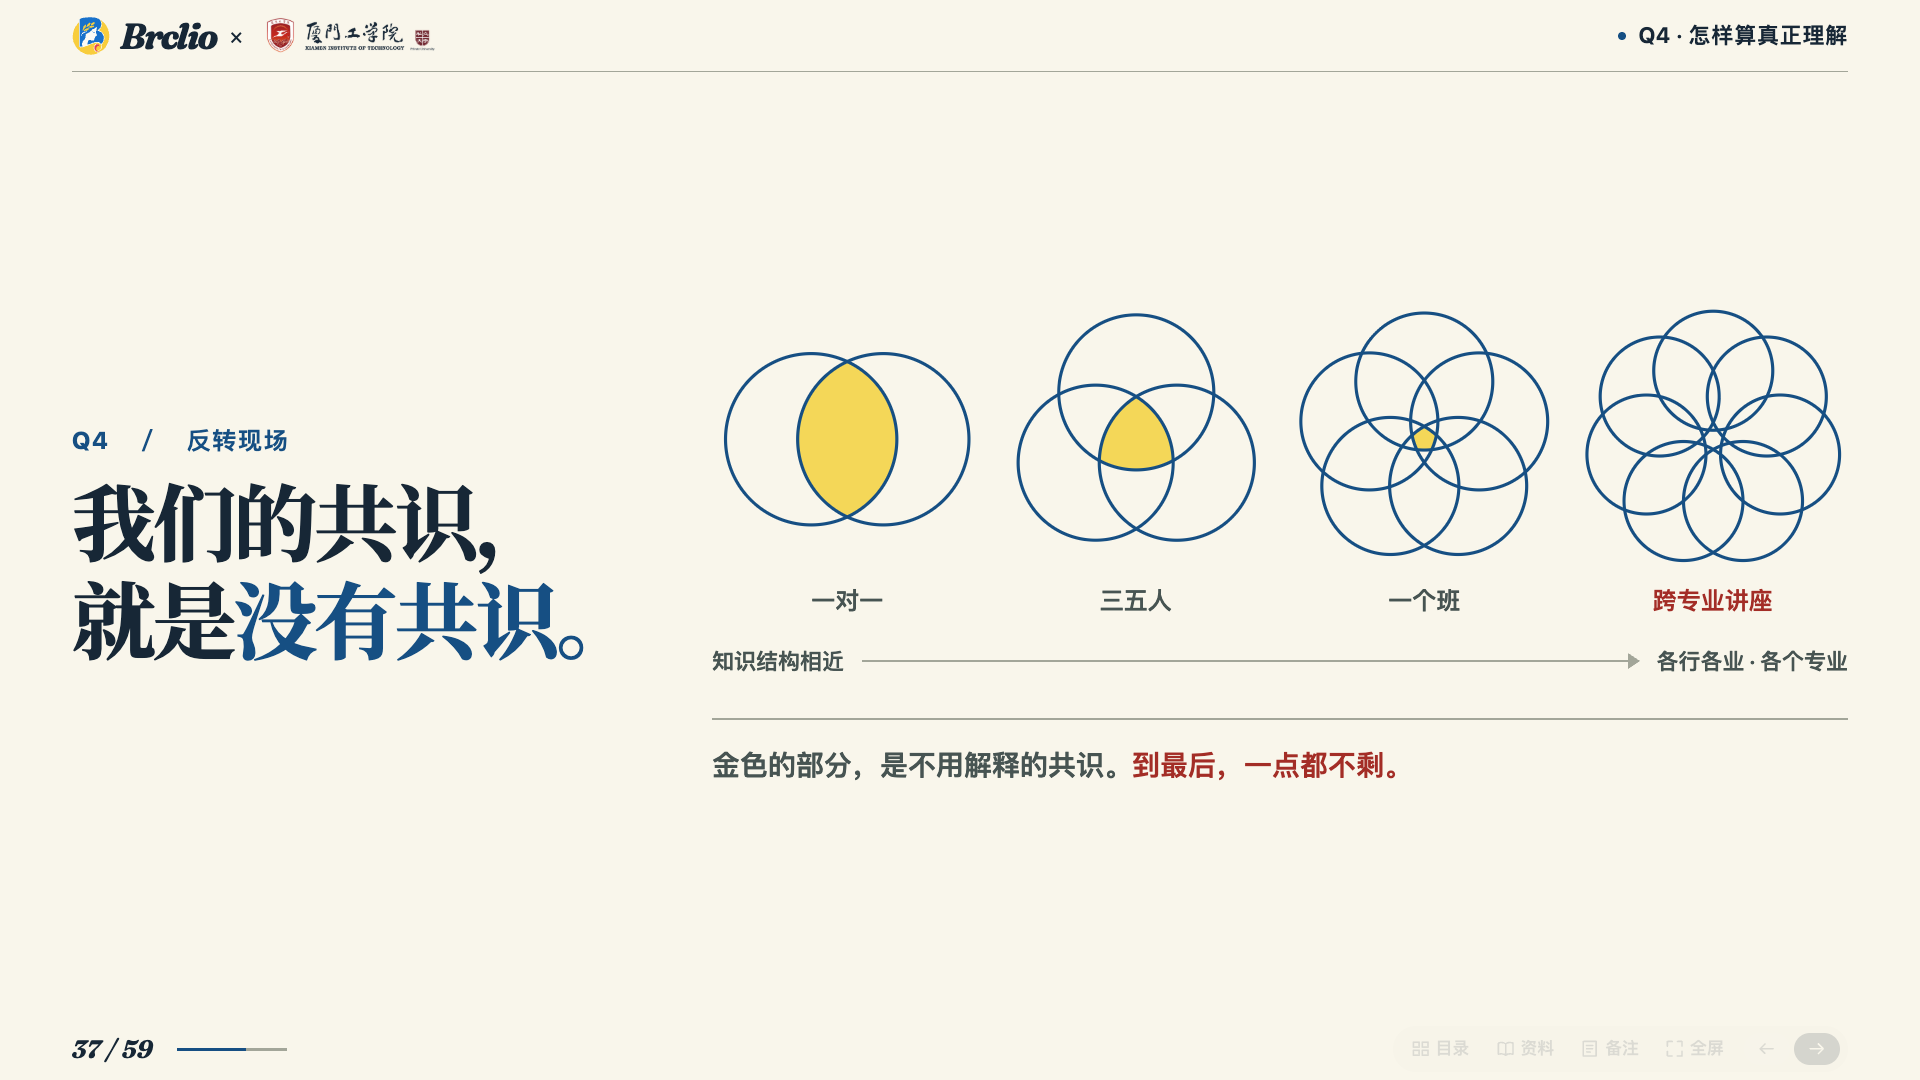 Brclio × 厦門工学院
XIAMEN INSTITUTE OF TECHNOLOGY
Q4 · 怎样算真正理解
Q4 / 反转现场
我们的共识，
就是没有共识。
一对一
三五人
一个班
跨专业讲座
知识结构相近
各行各业 · 各个专业
金色的部分，是不用解释的共识。到最后，一点都不剩。
37 / 59
目录
资料
备注
全屏